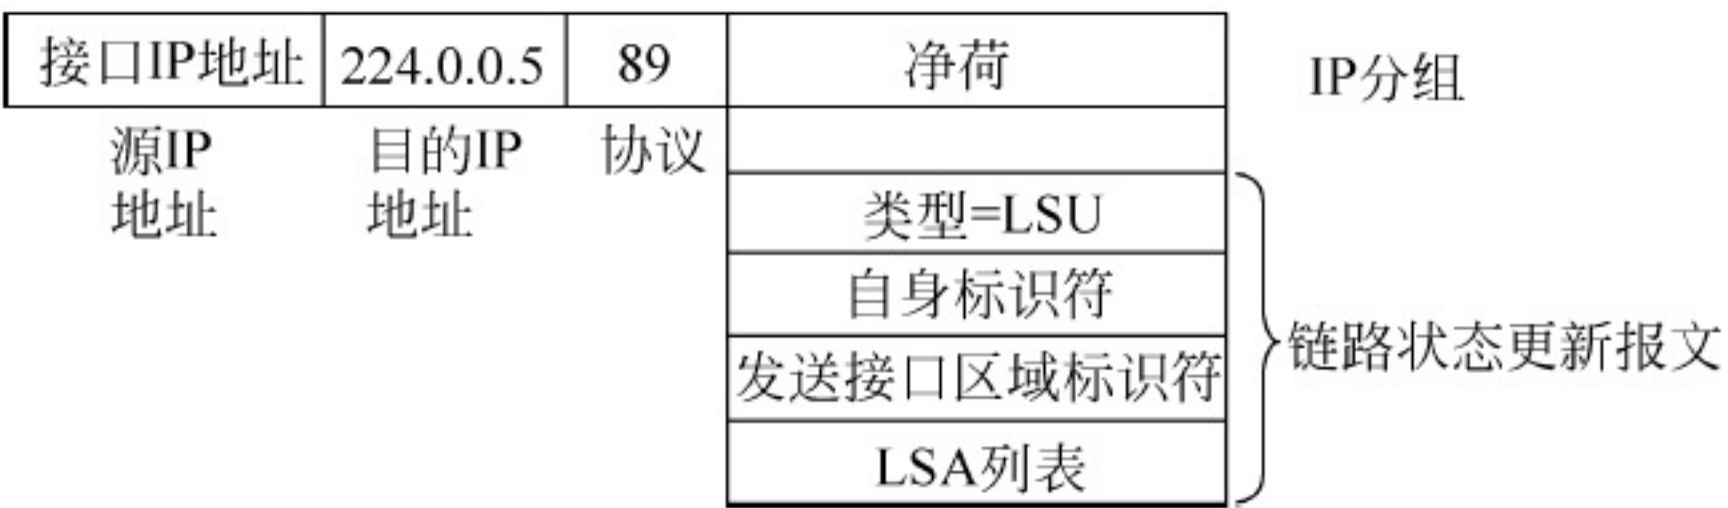 接口IP地址 224.0.0.5 89 净荷 IP分组
源IP 目的IP 协议
地址 地址
类型=LSU
自身标识符
链路状态更新报文
发送接口区域标识符
LSA列表